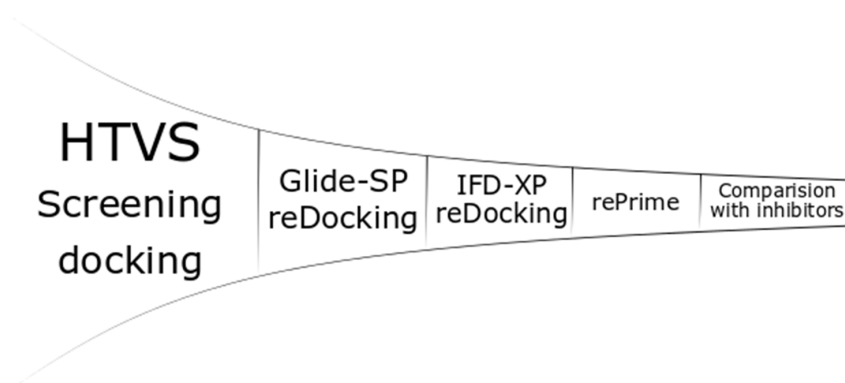 HTVS
Screening
docking
Glide-SP
reDocking
IFD-XP
reDocking
rePrime
Comparision
with inhibitors